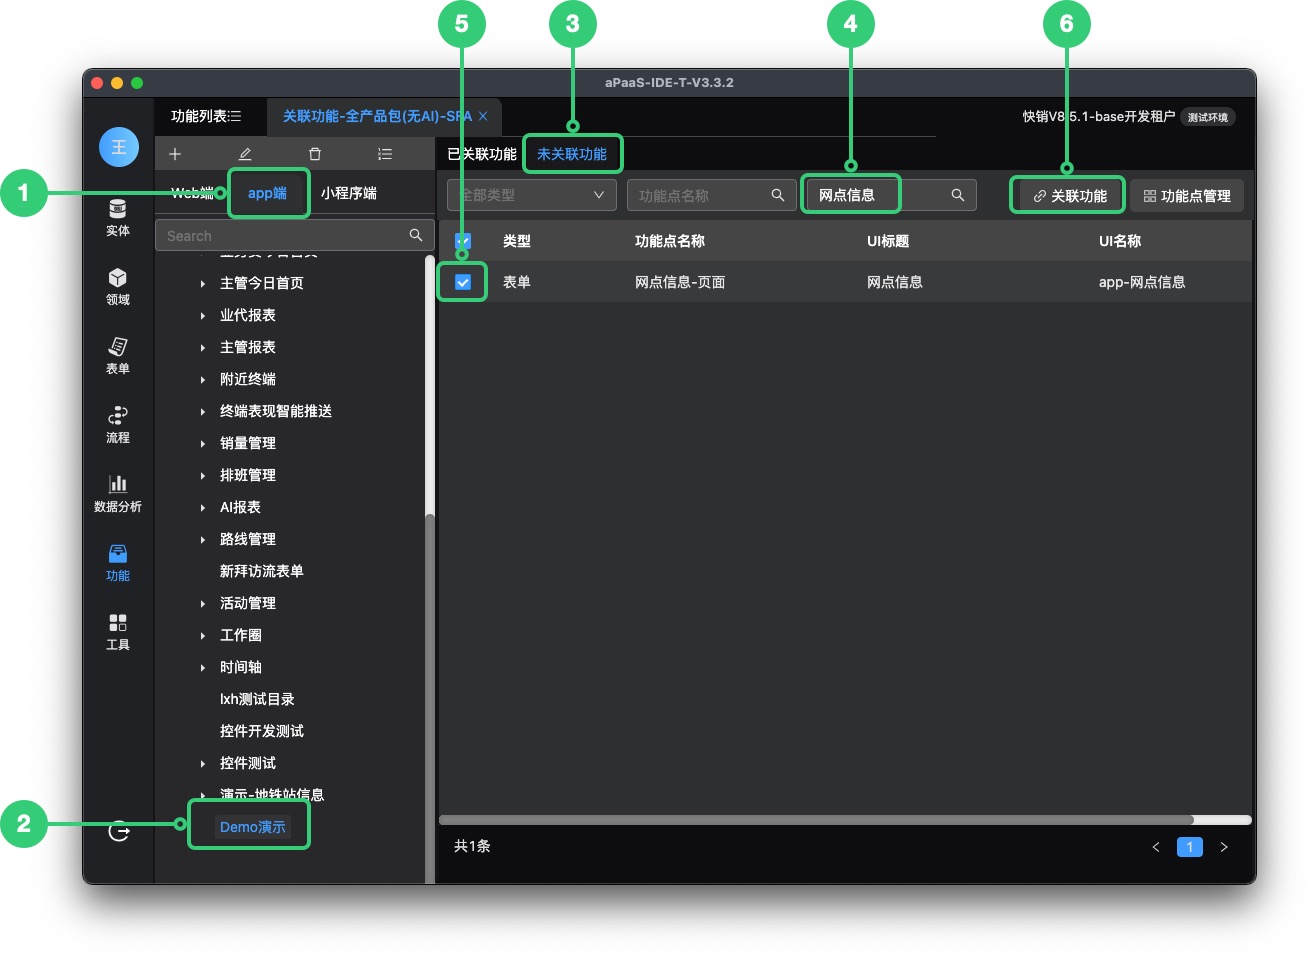 5
3
4
6
aPaaS-IDE-T-V3.3.2
功能列表
关联功能-全产品包(无AI)-SFA
快销V8.5.1-base开发租户
测试环境
王
已关联功能
未关联功能
1
Web端
app端
小程序端
全部类型
功能点名称
网点信息
关联功能
功能点管理
实体
领域
表单
流程
数据分析
功能
工具
Search
主管今日首页
业代报表
主管报表
附近终端
终端表现智能推送
销量管理
排班管理
AI报表
路线管理
新拜访流表单
活动管理
工作圈
时间轴
lxh测试目录
控件开发测试
控件测试
演示-地铁站信息
2
Demo演示
类型
功能点名称
UI标题
UI名称
表单
网点信息-页面
网点信息
app-网点信息
共1条
1